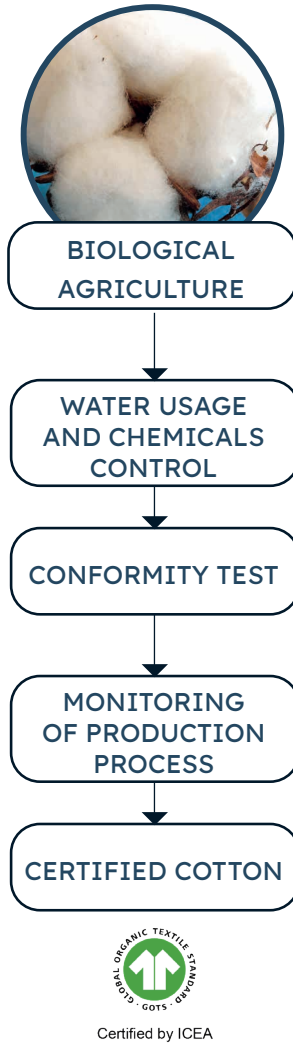 BIOLOGICAL
AGRICULTURE
WATER USAGE
AND CHEMICALS
CONTROL
CONFORMITY TEST
MONITORING
OF PRODUCTION
PROCESS
CERTIFIED COTTON
GLOBAL ORGANIC TEXTILE STANDARD
· GOTS ·
Certified by ICEA